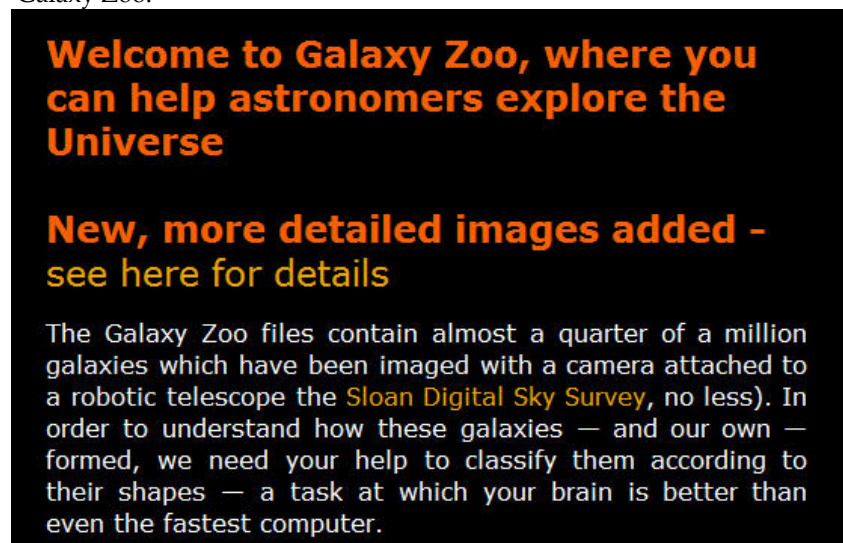 Galaxy Zoo.
Welcome to Galaxy Zoo, where you
can help astronomers explore the
Universe
New, more detailed images added -
see here for details
The Galaxy Zoo files contain almost a quarter of a million
galaxies which have been imaged with a camera attached to
a robotic telescope the Sloan Digital Sky Survey, no less). In
order to understand how these galaxies — and our own —
formed, we need your help to classify them according to
their shapes — a task at which your brain is better than
even the fastest computer.